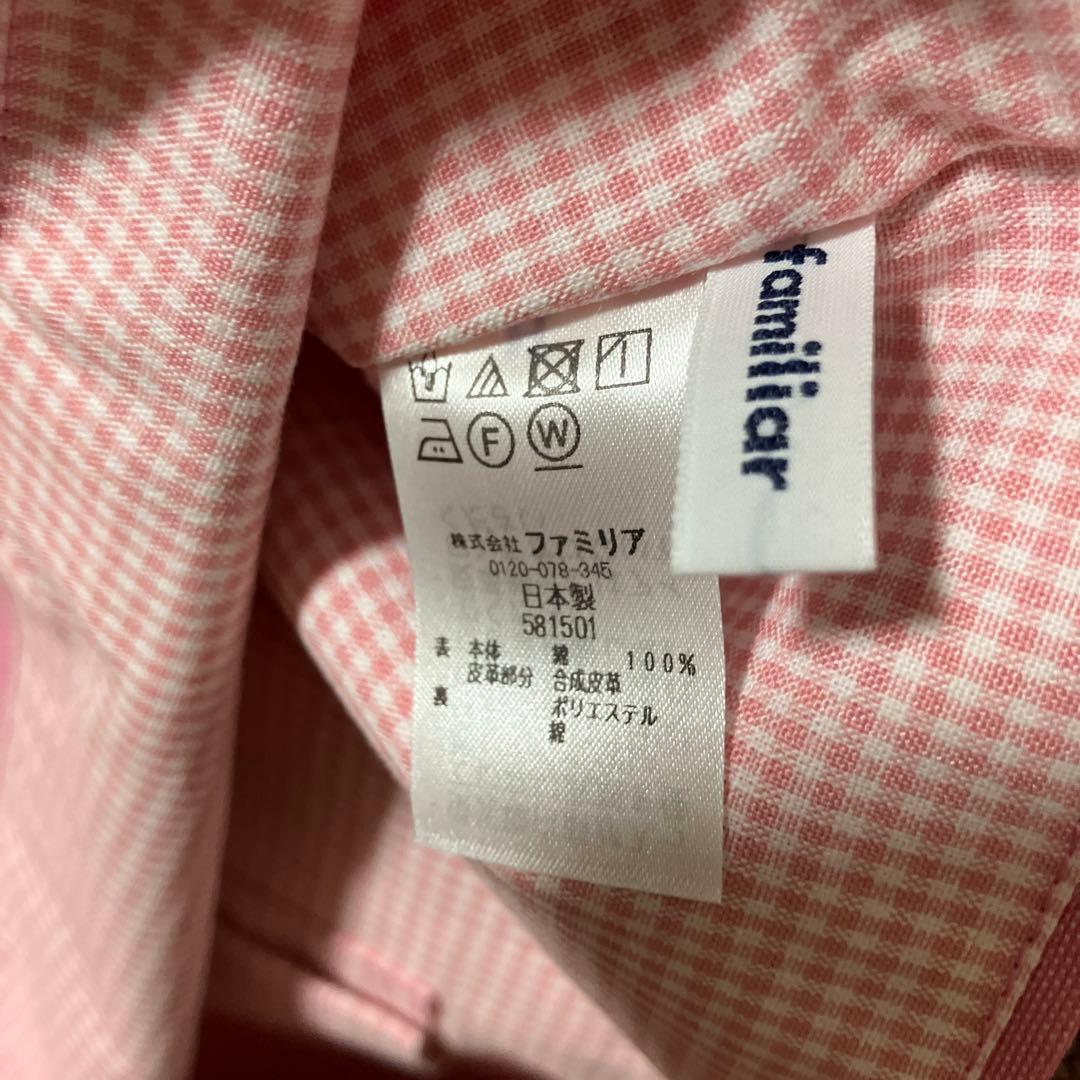 familiar
F W
株式会社 ファミリア
0120-078-345
日本製
581501
表 本体 綿 100%
皮革部分 合成皮革
裏 ポリエステル
綿